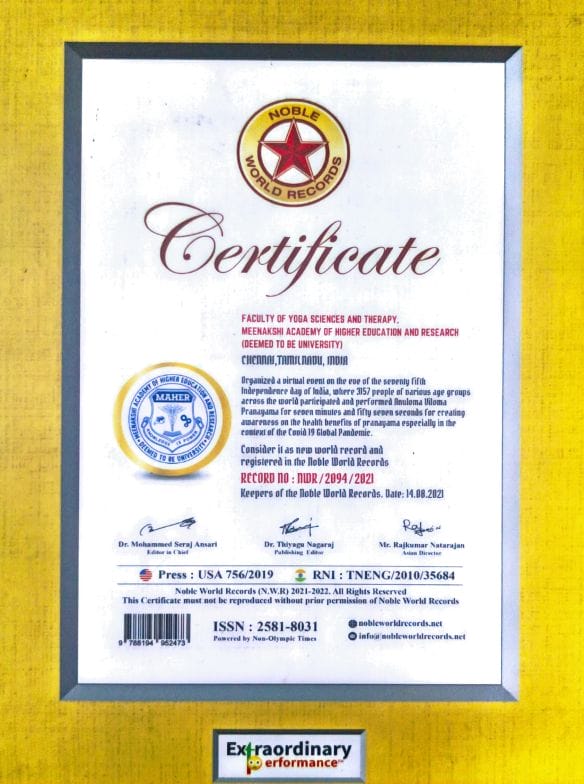 NOBLE
WORLD RECORDS
Certificate
FACULTY OF YOGA SCIENCES AND THERAPY,
MEENAKSHI ACADEMY OF HIGHER EDUCATION AND RESEARCH
(DEEMED TO BE UNIVERSITY)
CHENNAI,TAMILNADU, INDIA
MEENAKSHI ACADEMY OF HIGHER EDUCATION AND RESEARCH
MAHER
KNOWLEDGE IS POWER
DEEMED TO BE UNIVERSITY
Organized a virtual event on the eve of the seventy fifth
Independence day of India, where 3157 people of various age groups
across the world participated and performed Anuloma Viloma
Pranayama for seven minutes and fifty seven seconds for creating
awareness on the health benefits of pranayama especially in the
context of the Covid 19 Global Pandemic.
Consider it as new world record and
registered in the Noble World Records
RECORD NO : NWR / 2094 / 2021
Keepers of the Noble World Records. Date: 14.08.2021
Dr. Mohammed Seraj Ansari
Editor in Chief
Dr. Thiyagu Nagaraj
Publishing Editor
Mr. Rajkumar Natarajan
Asian Director
Press : USA 756/2019
RNI : TNENG/2010/35684
Noble World Records (N.W.R) 2021-2022. All Rights Reserved
This Certificate must not be reproduced without prior permission of Noble World Records
9 788194 952473
ISSN : 2581-8031
Powered by Non-Olympic Times
nobleworldrecords.net
info@nobleworldrecords.net
Extraordinary
performance™